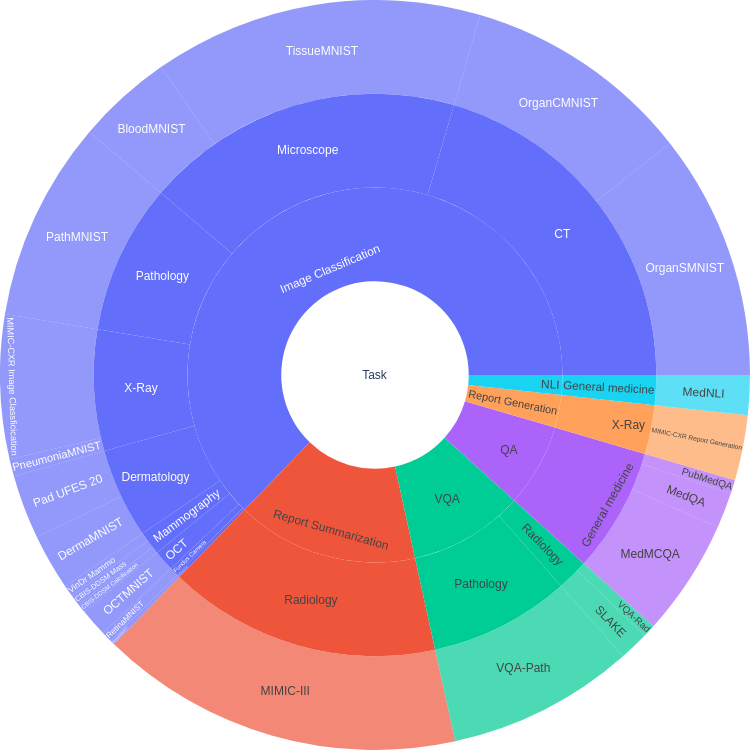 Task
Image Classification
CT
OrganSMNIST
OrganCMNIST
Microscope
TissueMNIST
BloodMNIST
Pathology
PathMNIST
X-Ray
MIMIC-CXR Image Classfioication
PneumoniaMNIST
Dermatology
Pad UFES 20
DermaMNIST
Mammography
VinDr Mammo
CBIS-DDSM Mass
CBIS-DDSM Calcification
OCT
OCTMNIST
Fundus Camera
RetinaMNIST
Report Summarization
Radiology
MIMIC-III
VQA
Pathology
VQA-Path
Radiology
SLAKE
VQA-Rad
QA
General medicine
MedMCQA
MedQA
PubMedQA
Report Generation
X-Ray
MIMIC-CXR Report Generation
NLI
General medicine
MedNLI